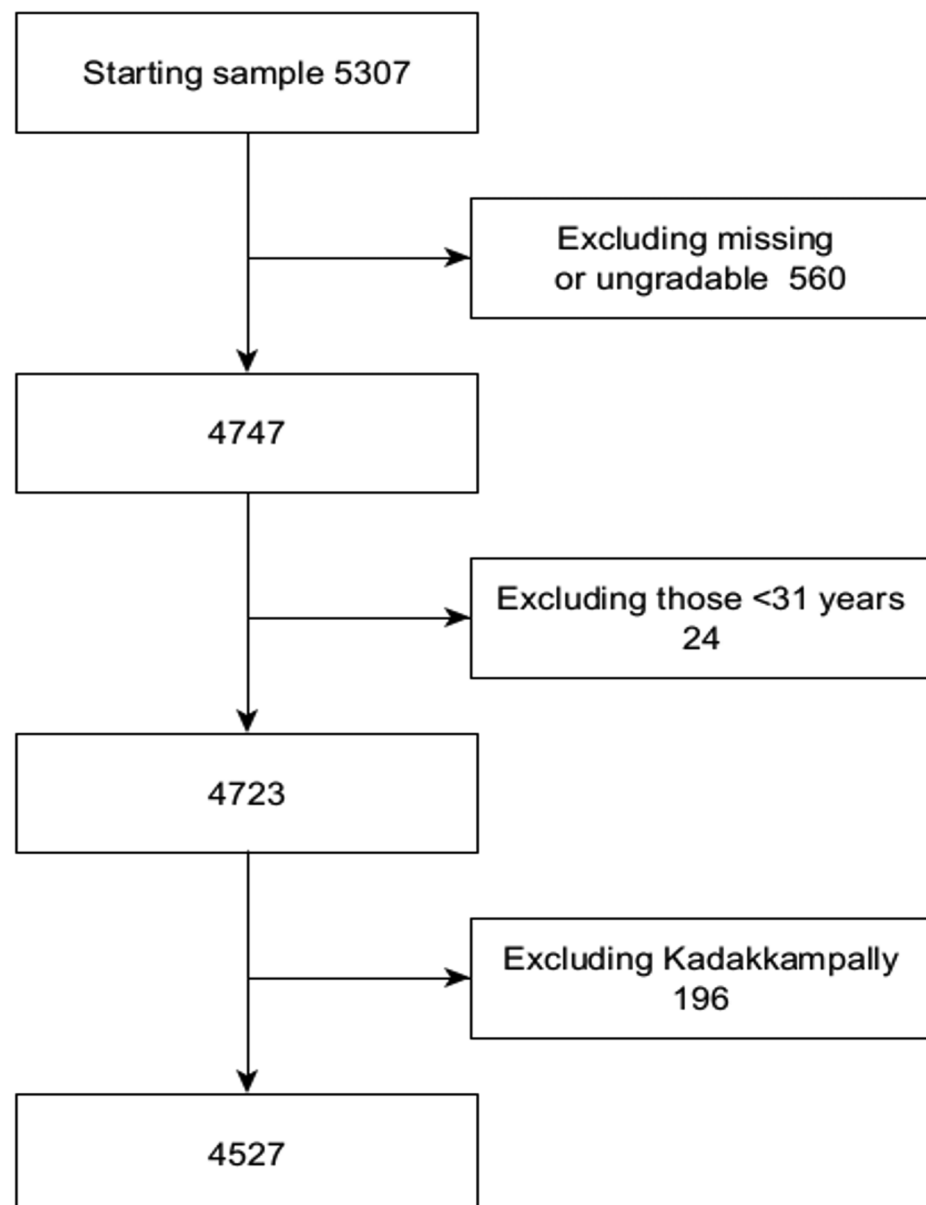 Starting sample 5307
Excluding missing
or ungradable 560
4747
Excluding those <31 years
24
4723
Excluding Kadakkampally
196
4527